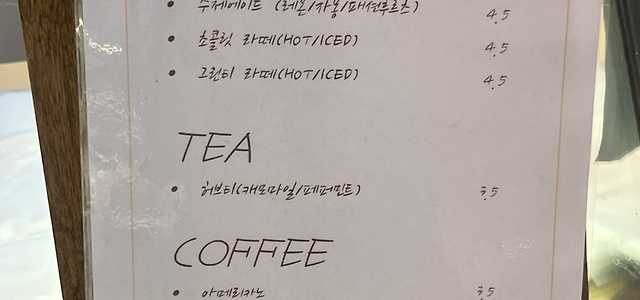 수제에이드 (레몬/자몽/패션후르츠) 4.5
• 초콜릿 라떼(HOT/ICED) 4.5
• 그린티 라떼(HOT/ICED) 4.5
TEA
• 허브티(캐모마일/페퍼민트) 3.5
COFFEE
• 아메리카노 3.5